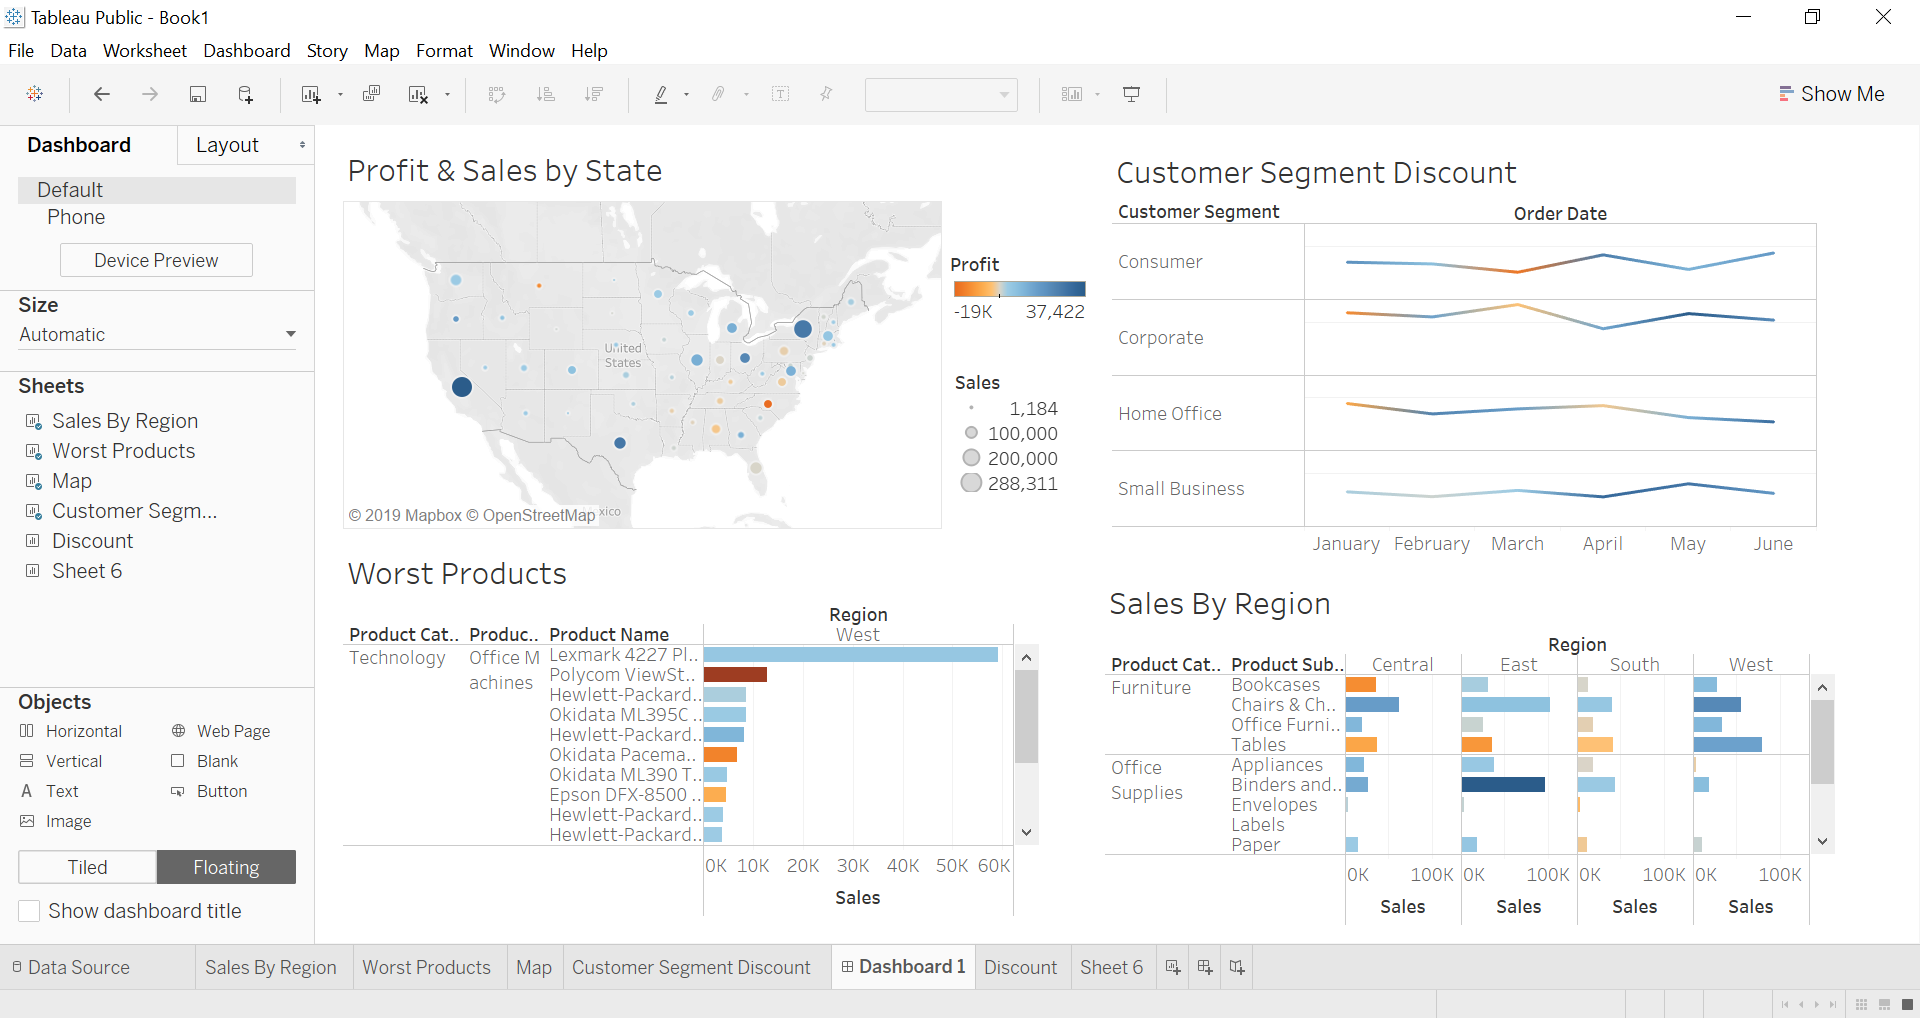 Tableau Public - Book1
File Data Worksheet Dashboard Story Map Format Window Help
Show Me
Dashboard
Layout
Default
Phone
Device Preview
Size
Automatic
Sheets
Sales By Region
Worst Products
Map
Customer Segm...
Discount
Sheet 6
Objects
Horizontal
Web Page
Vertical
Blank
A Text
Button
Image
Tiled
Floating
Show dashboard title
Profit & Sales by State
United
States
xico
© 2019 Mapbox © OpenStreetMap
Profit
-19K 37,422
Sales
1,184
100,000
200,000
288,311
Customer Segment Discount
Customer Segment
Order Date
Consumer
Corporate
Home Office
Small Business
January February March April May June
Worst Products
Region
Product Cat.. Produc.. Product Name West
Technology
Office M
achines
Lexmark 4227 Pl..
Polycom ViewSt..
Hewlett-Packard..
Okidata ML395C ..
Hewlett-Packard..
Okidata Pacema..
Okidata ML390 T..
Epson DFX-8500 ..
Hewlett-Packard..
Hewlett-Packard..
0K 10K 20K 30K 40K 50K 60K
Sales
Sales By Region
Region
Product Cat.. Product Sub.. Central East South West
Furniture
Bookcases
Chairs & Ch..
Office Furni..
Tables
Office
Supplies
Appliances
Binders and..
Envelopes
Labels
Paper
0K 100K 0K 100K 0K 100K 0K 100K
Sales Sales Sales Sales
Data Source
Sales By Region
Worst Products
Map
Customer Segment Discount
Dashboard 1
Discount
Sheet 6